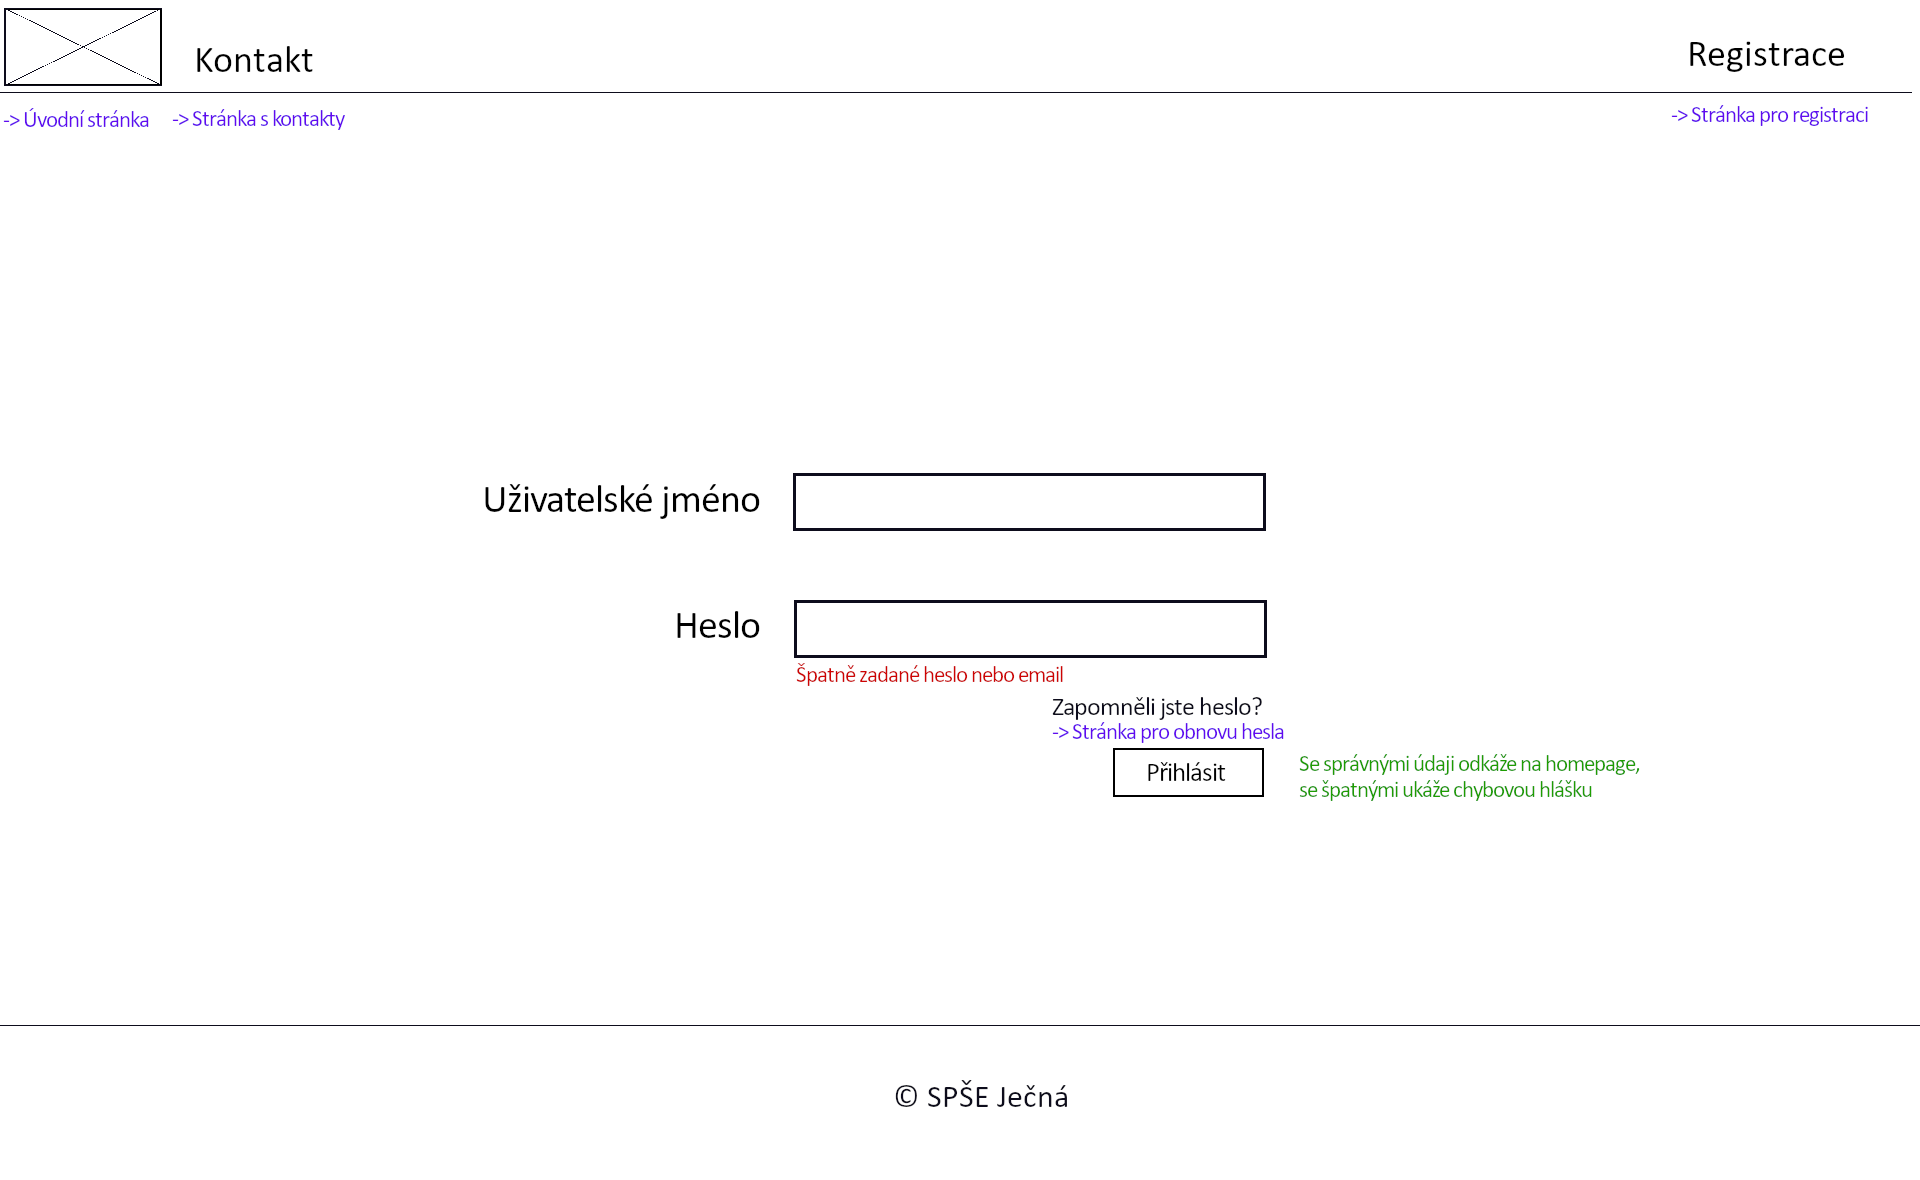 Kontakt
Registrace
-> Úvodní stránka
-> Stránka s kontakty
-> Stránka pro registraci
Uživatelské jméno
Heslo
Špatně zadané heslo nebo email
Zapomněli jste heslo?
-> Stránka pro obnovu hesla
Přihlásit
Se správnými údaji odkáže na homepage,
se špatnými ukáže chybovou hlášku
© SPŠE Ječná